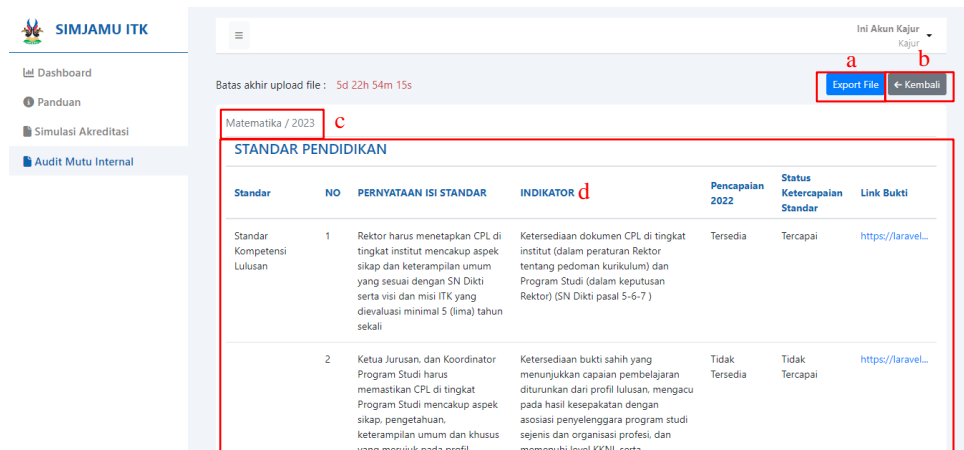 SIMJAMU ITK
Ini Akun Kajur
Kajur
Dashboard
Panduan
Simulasi Akreditasi
Audit Mutu Internal
a
b
Batas akhir upload file : 5d 22h 54m 15s
Export File
← Kembali
Matematika / 2023
c
STANDAR PENDIDIKAN
Standar
NO
PERNYATAAN ISI STANDAR
INDIKATOR
d
Pencapaian
2022
Status
Ketercapaian
Standar
Link Bukti
Standar
Kompetensi
Lulusan
1
Rektor harus menetapkan CPL di
tingkat institut mencakup aspek
sikap dan keterampilan umum
yang sesuai dengan SN Dikti
serta visi dan misi ITK yang
dievaluasi minimal 5 (lima) tahun
sekali
Ketersediaan dokumen CPL di tingkat
institut (dalam peraturan Rektor
tentang pedoman kurikulum) dan
Program Studi (dalam keputusan
Rektor) (SN Dikti pasal 5-6-7 )
Tersedia
Tercapai
https://laravel...
2
Ketua Jurusan, dan Koordinator
Program Studi harus
memastikan CPL di tingkat
Program Studi mencakup aspek
sikap, pengetahuan,
keterampilan umum dan khusus
yang merujuk pada profil
Ketersediaan bukti sahih yang
menunjukkan capaian pembelajaran
diturunkan dari profil lulusan, mengacu
pada hasil kesepakatan dengan
asosiasi penyelenggara program studi
sejenis dan organisasi profesi, dan
memenuhi level KKNI, serta
Tidak
Tersedia
Tidak
Tercapai
https://laravel...